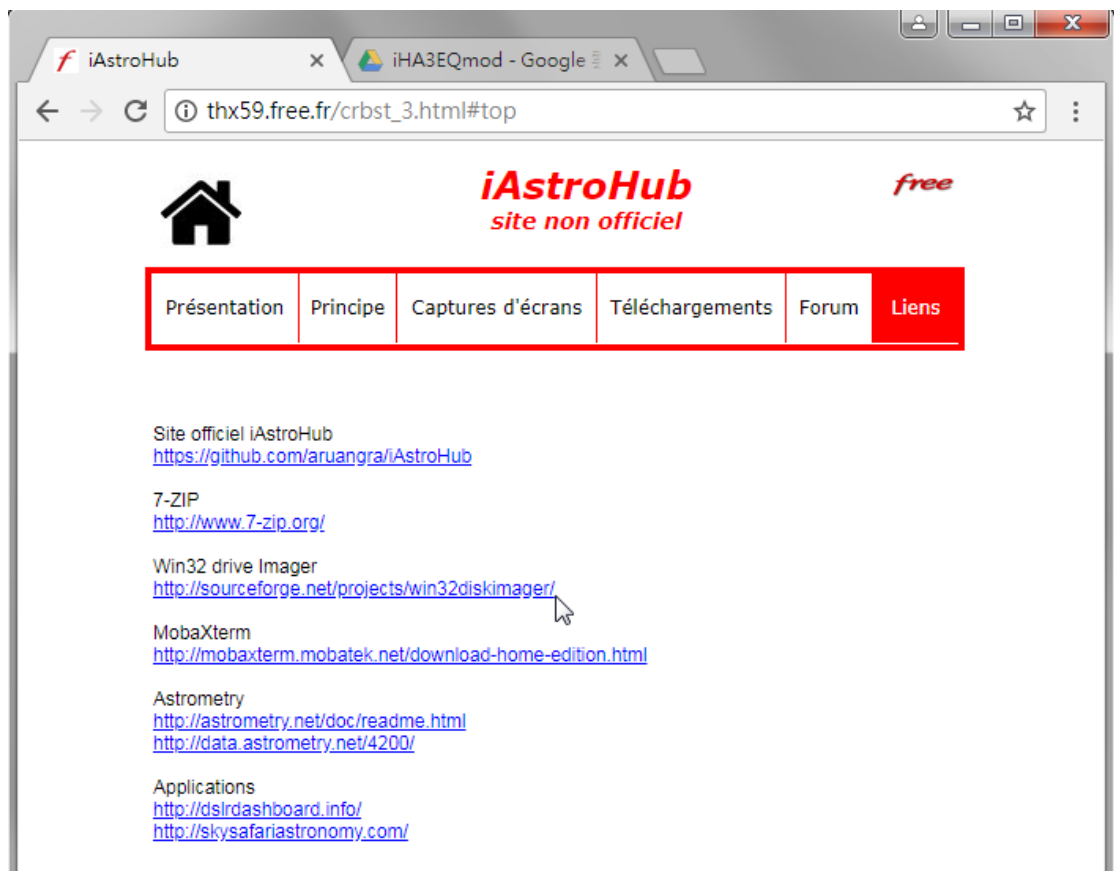 iAstroHub
iHA3EQmod - Google
thx59.free.fr/crbst_3.html#top
iAstroHub
site non officiel
free
Présentation
Principe
Captures d'écrans
Téléchargements
Forum
Liens
Site officiel iAstroHub
https://github.com/aruangra/iAstroHub
7-ZIP
http://www.7-zip.org/
Win32 drive Imager
http://sourceforge.net/projects/win32diskimager/
MobaXterm
http://mobaxterm.mobatek.net/download-home-edition.html
Astrometry
http://astrometry.net/doc/readme.html
http://data.astrometry.net/4200/
Applications
http://dslrdashboard.info/
http://skysafariastronomy.com/